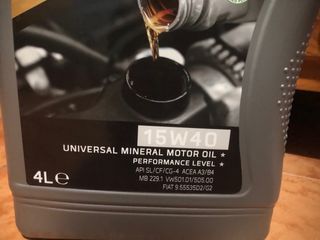 15W40
UNIVERSAL MINERAL MOTOR OIL ★
PERFORMANCE LEVEL ★
API SL/CF/CG-4 ACEA A3/B4
4L℮
MB 229.1 VW501.01/505.00
FIAT 9.55535D2/G2